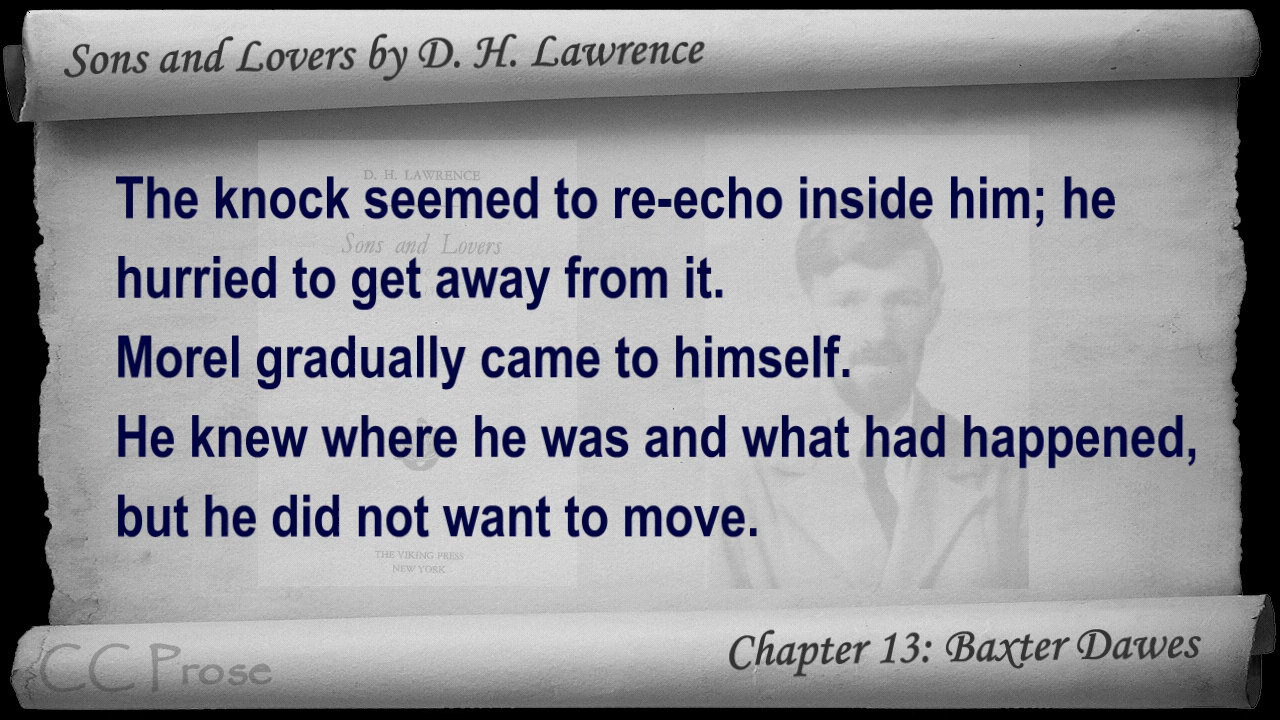 Sons and Lovers by D. H. Lawrence
D. H. LAWRENCE
The knock seemed to re-echo inside him; he
Sons and Lovers
hurried to get away from it.
Morel gradually came to himself.
He knew where he was and what had happened,
but he did not want to move.
THE VIKING PRESS
NEW YORK
Chapter 13: Baxter Dawes
CC Prose